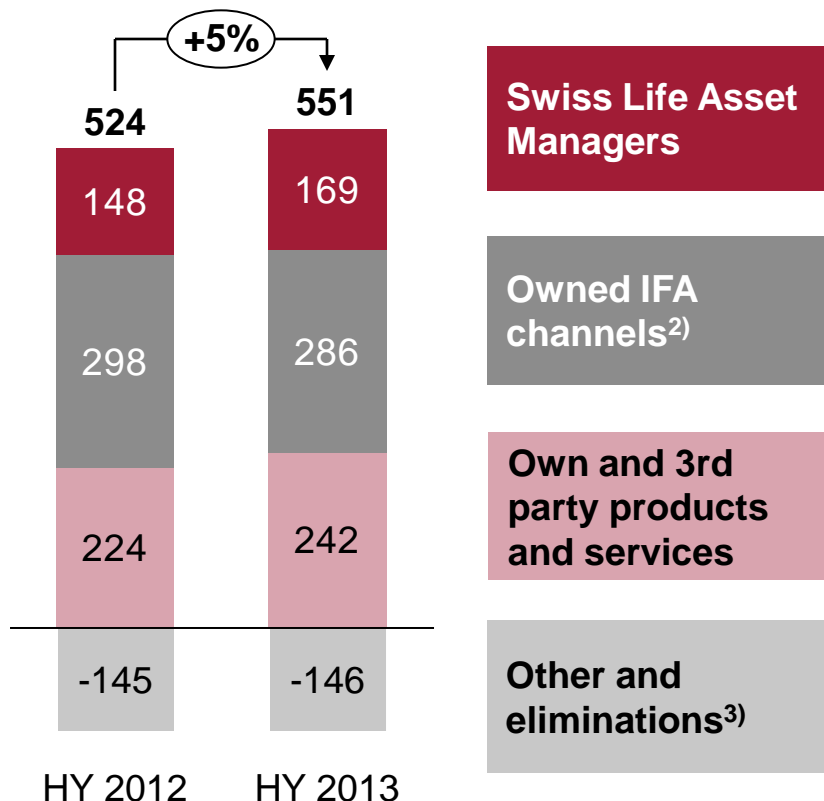 +5%
524
551
148
169
298
286
224
242
-145
-146
HY 2012
HY 2013
Swiss Life Asset
Managers
Owned IFA
channels2)
Own and 3rd
party products
and services
Other and
eliminations3)